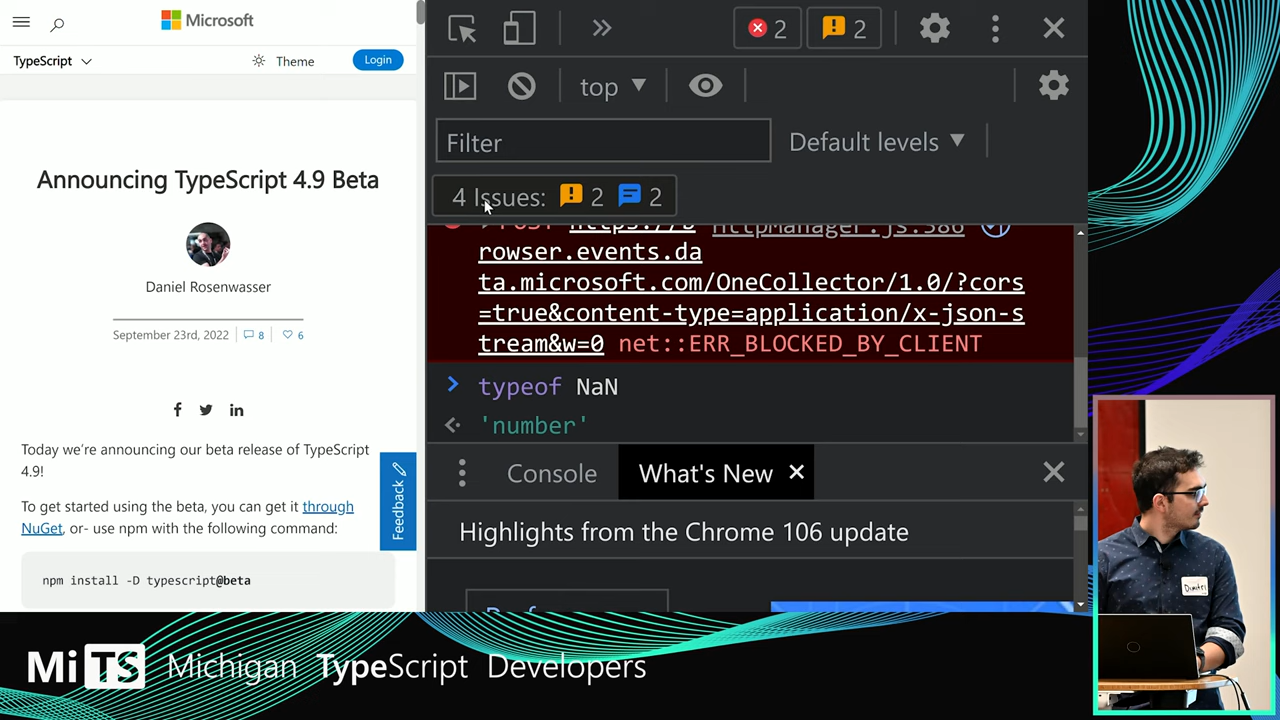 Microsoft
TypeScript
Theme
Login
Announcing TypeScript 4.9 Beta
Daniel Rosenwasser
September 23rd, 2022
8
6
Today we're announcing our beta release of TypeScript
4.9!
To get started using the beta, you can get it through
NuGet, or- use npm with the following command:
npm install -D typescript@beta
Feedback
2
2
top
Filter
Default levels
4 Issues: 2 2
POST https://b HttpManager.js:386
rowser.events.da
ta.microsoft.com/OneCollector/1.0/?cors
=true&content-type=application/x-json-s
tream&w=0 net::ERR_BLOCKED_BY_CLIENT
typeof NaN
'number'
Console
What's New
Highlights from the Chrome 106 update
MiTS Michigan TypeScript Developers